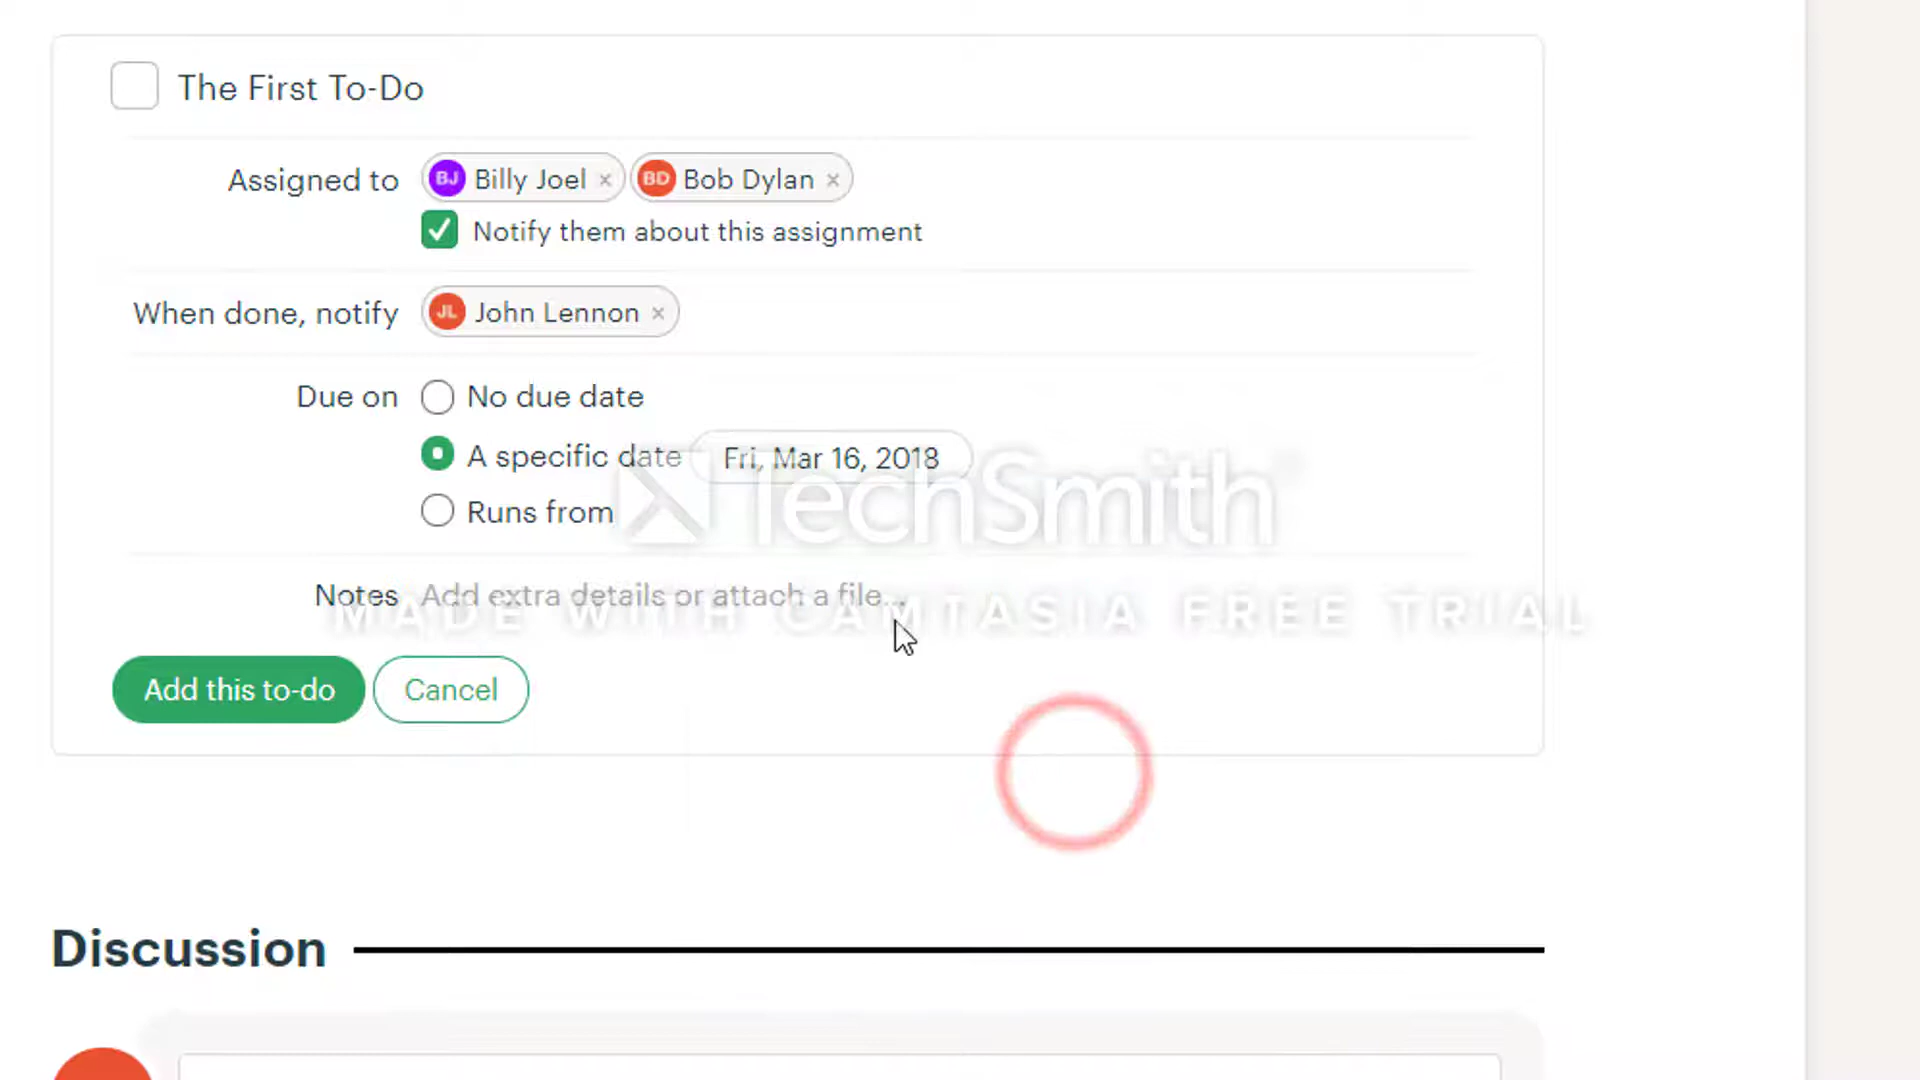 The First To-Do
Assigned to BJ Billy Joel × BD Bob Dylan ×
Notify them about this assignment
When done, notify JL John Lennon ×
Due on No due date
A specific date Fri, Mar 16, 2018
Runs from
TechSmith
Notes Add extra details or attach a file...
MADE WITH CAMTASIA FREE TRIAL
Add this to-do Cancel
Discussion